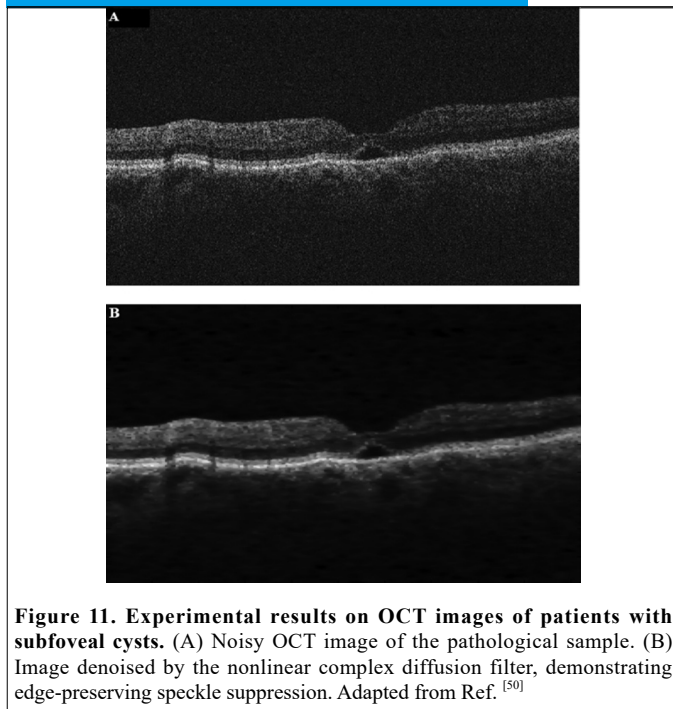 A
B
Figure 11. Experimental results on OCT images of patients with
subfoveal cysts. (A) Noisy OCT image of the pathological sample. (B)
Image denoised by the nonlinear complex diffusion filter, demonstrating
edge-preserving speckle suppression. Adapted from Ref. [50]